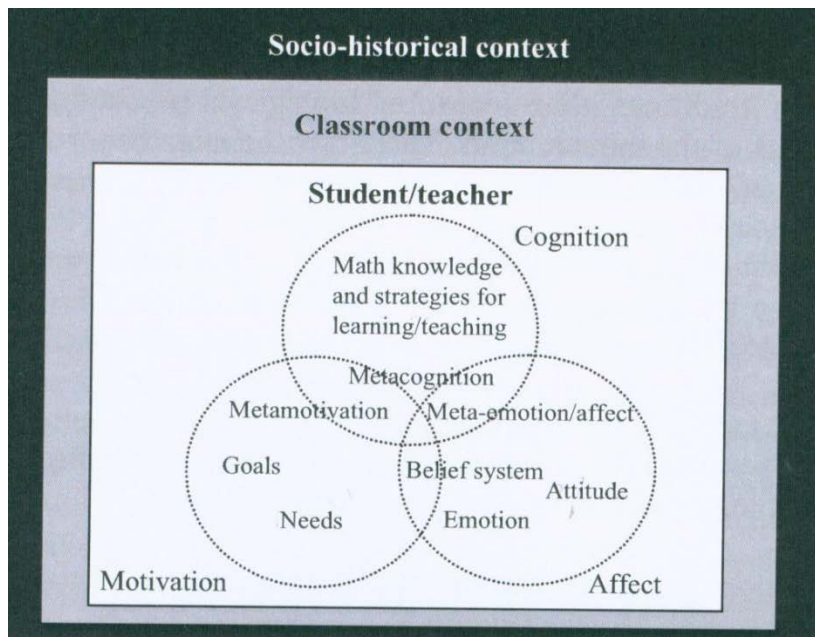 Socio-historical context
Classroom context
Student/teacher
Cognition
Math knowledge
and strategies for
learning/teaching
Metacognition
Metamotivation
Meta-emotion/affect
Goals
Belief system
Attitude
Needs
Emotion
Motivation
Affect